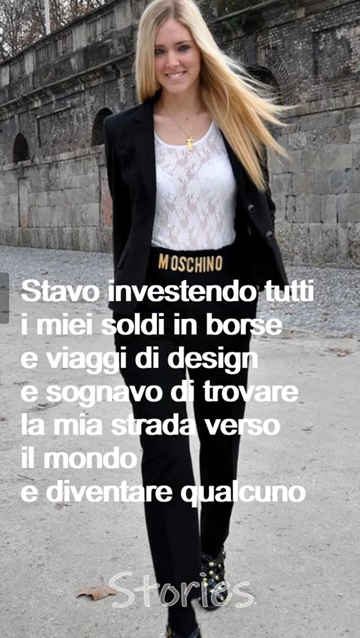 MOSCHINO
Stavo investendo tutti
i miei soldi in borse
e viaggi di design
e sognavo di trovare
la mia strada verso
il mondo
e diventare qualcuno
Stories